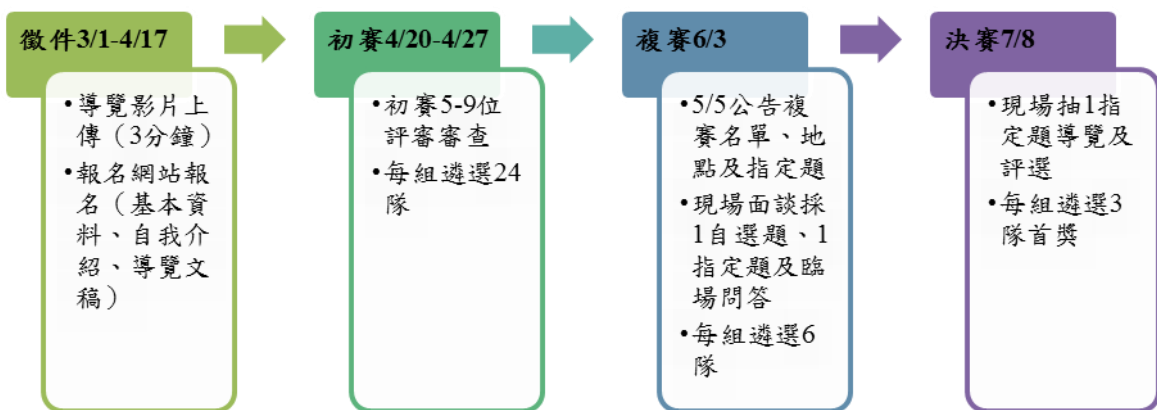 徵件3/1-4/17
•導覽影片上
傳（3分鐘）
•報名網站報
名（基本資
料、自我介
紹、導覽文
稿）
初賽4/20-4/27
•初賽5-9位
評審審查
•每組遴選24
隊
複賽6/3
•5/5公告複
賽名單、地
點及指定題
•現場面談採
1自選題、1
指定題及臨
場問答
•每組遴選6
隊
決賽7/8
•現場抽1指
定題導覽及
評選
•每組遴選3
隊首獎